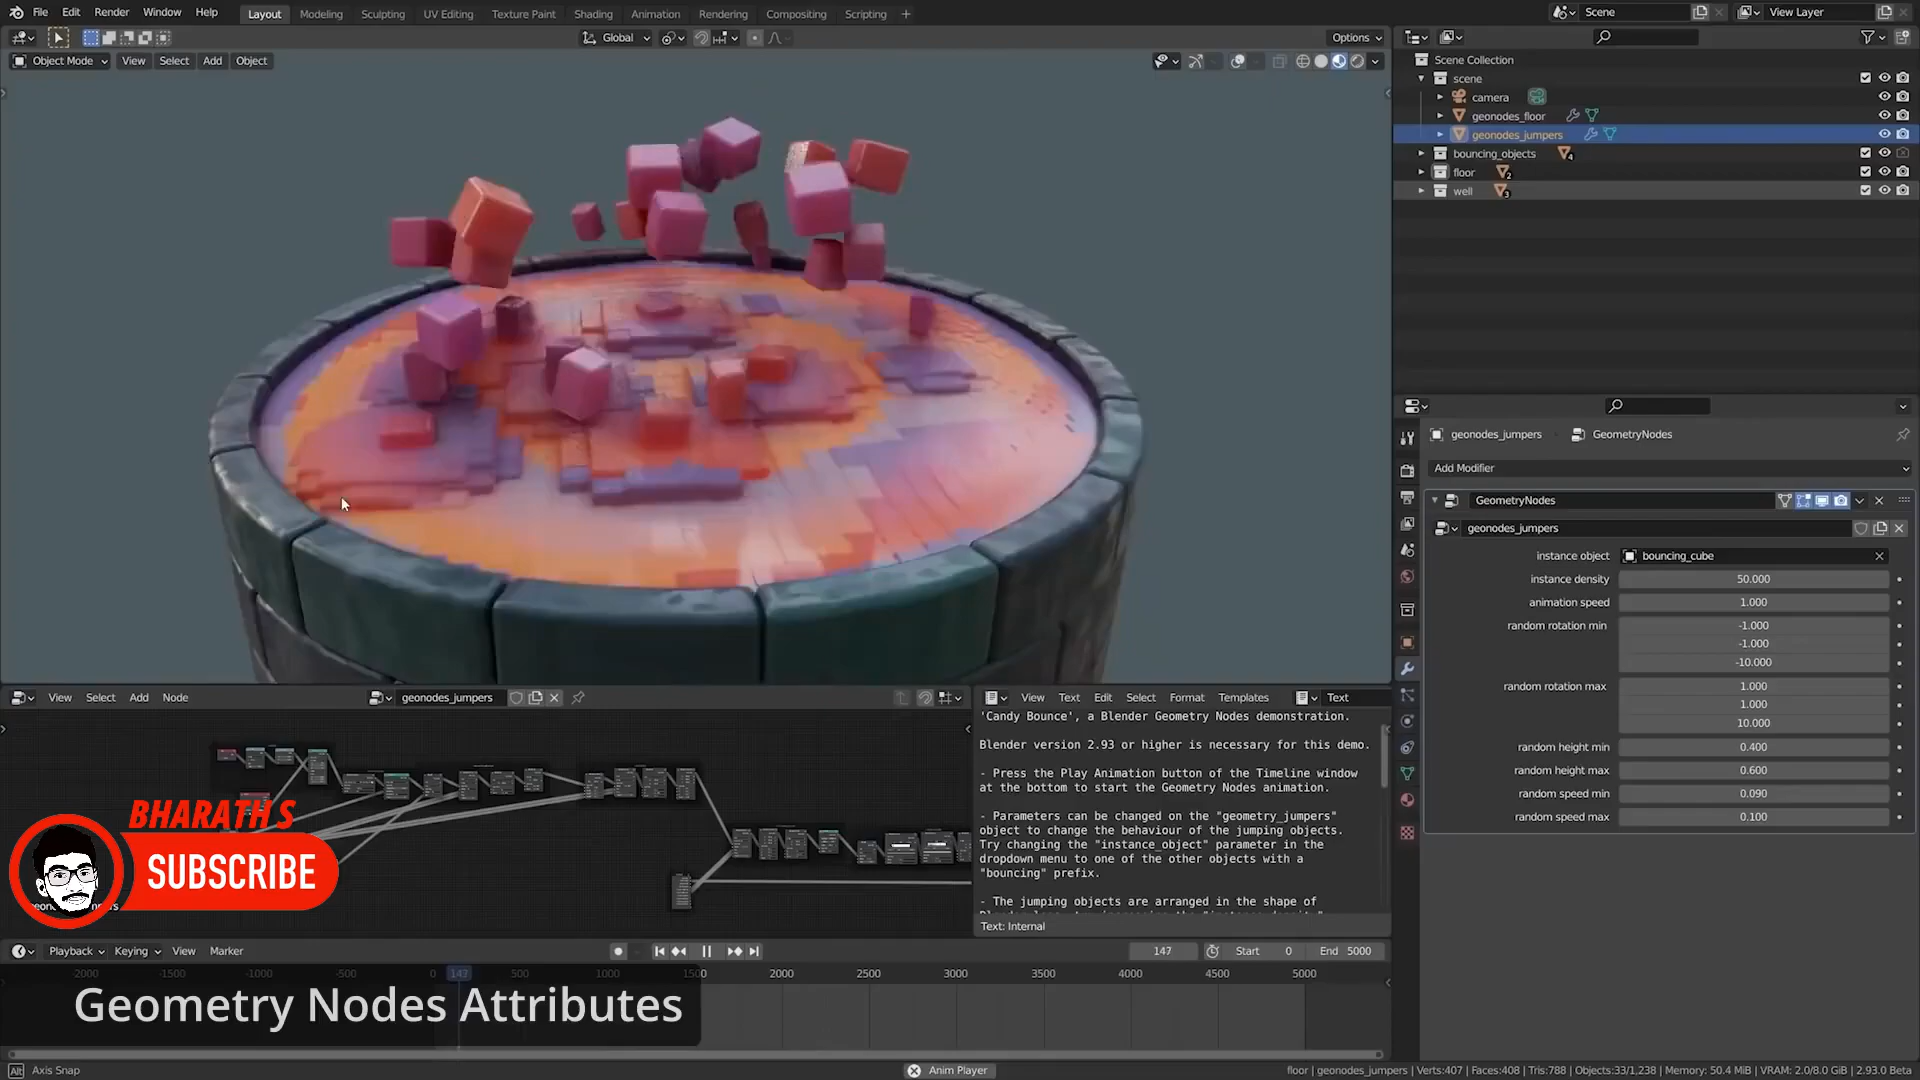 File Edit Render Window Help Layout Modeling Sculpting UV Editing Texture Paint Shading Animation Rendering Compositing Scripting + Scene View Layer
Global Options
Object Mode View Select Add Object
Scene Collection
scene
camera
geonodes_floor
geonodes_jumpers
bouncing_objects 4
floor 2
well 3
geonodes_jumpers GeometryNodes
Add Modifier
GeometryNodes
geonodes_jumpers
instance object bouncing_cube
instance density 50.000
animation speed 1.000
random rotation min -1.000
-1.000
-10.000
random rotation max 1.000
1.000
10.000
random height min 0.400
random height max 0.600
random speed min 0.090
random speed max 0.100
View Select Add Node geonodes_jumpers
View Text Edit Select Format Templates Text
'Candy Bounce', a Blender Geometry Nodes demonstration.
Blender version 2.93 or higher is necessary for this demo.
- Press the Play Animation button of the Timeline window
at the bottom to start the Geometry Nodes animation.
- Parameters can be changed on the "geometry_jumpers"
object to change the behaviour of the jumping objects.
Try changing the "instance_object" parameter in the
dropdown menu to one of the other objects with a
"bouncing" prefix.
- The jumping objects are arranged in the shape of
Text: Internal
BHARATH S
SUBSCRIBE
Playback Keying View Marker 147 Start 0 End 5000
-2000 -1500 -1000 -500 0 147 500 1000 1500 2000 2500 3000 3500 4000 4500 5000
Geometry Nodes Attributes
Alt Axis Snap Anim Player floor | geonodes_jumpers | Verts:407 | Faces:408 | Tris:788 | Objects:33/1,238 | Memory: 50.4 MiB | VRAM: 2.0/8.0 GiB | 2.93.0 Beta